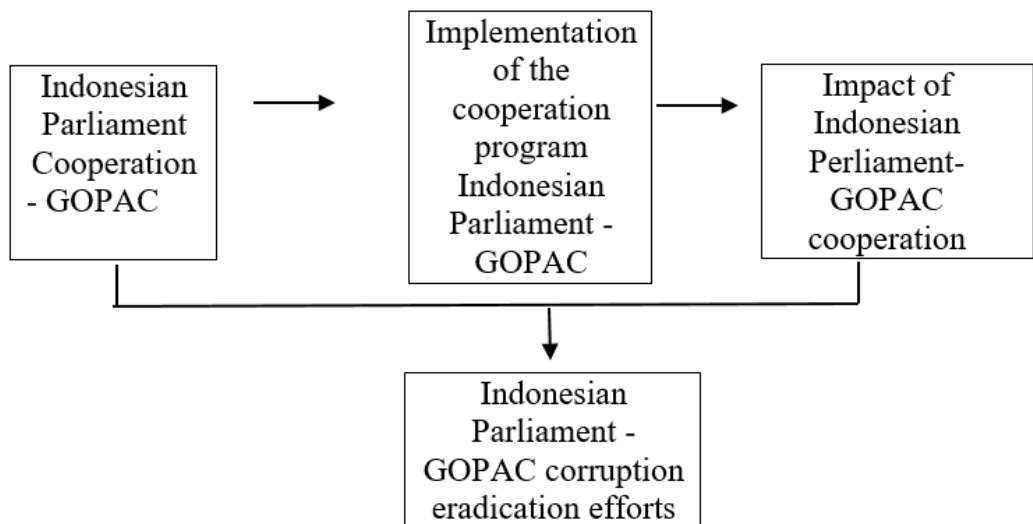 Indonesian
Parliament
Cooperation
- GOPAC
Implementation
of the
cooperation
program
Indonesian
Parliament -
GOPAC
Impact of
Indonesian
Perliament-
GOPAC
cooperation
Indonesian
Parliament -
GOPAC corruption
eradication efforts